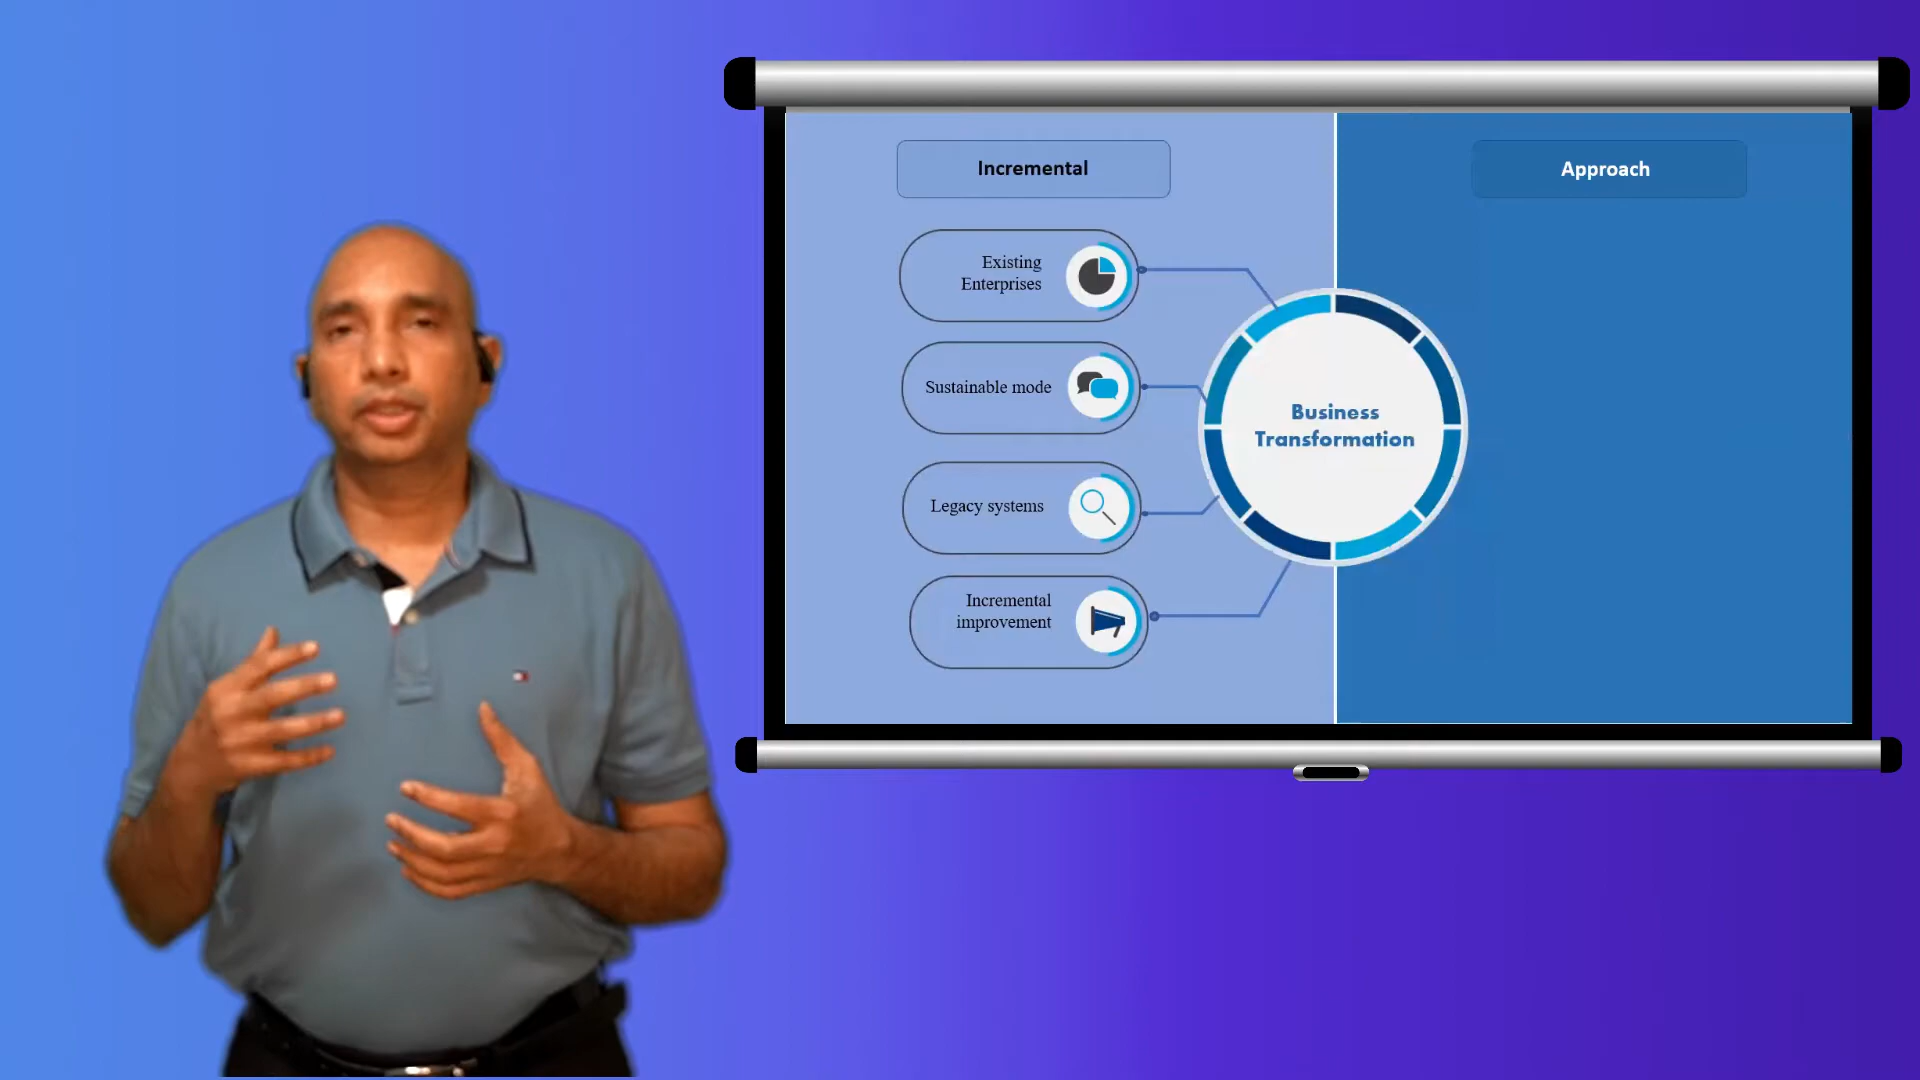 Incremental
Approach
Existing
Enterprises
Sustainable mode
Legacy systems
Incremental
improvement
Business
Transformation